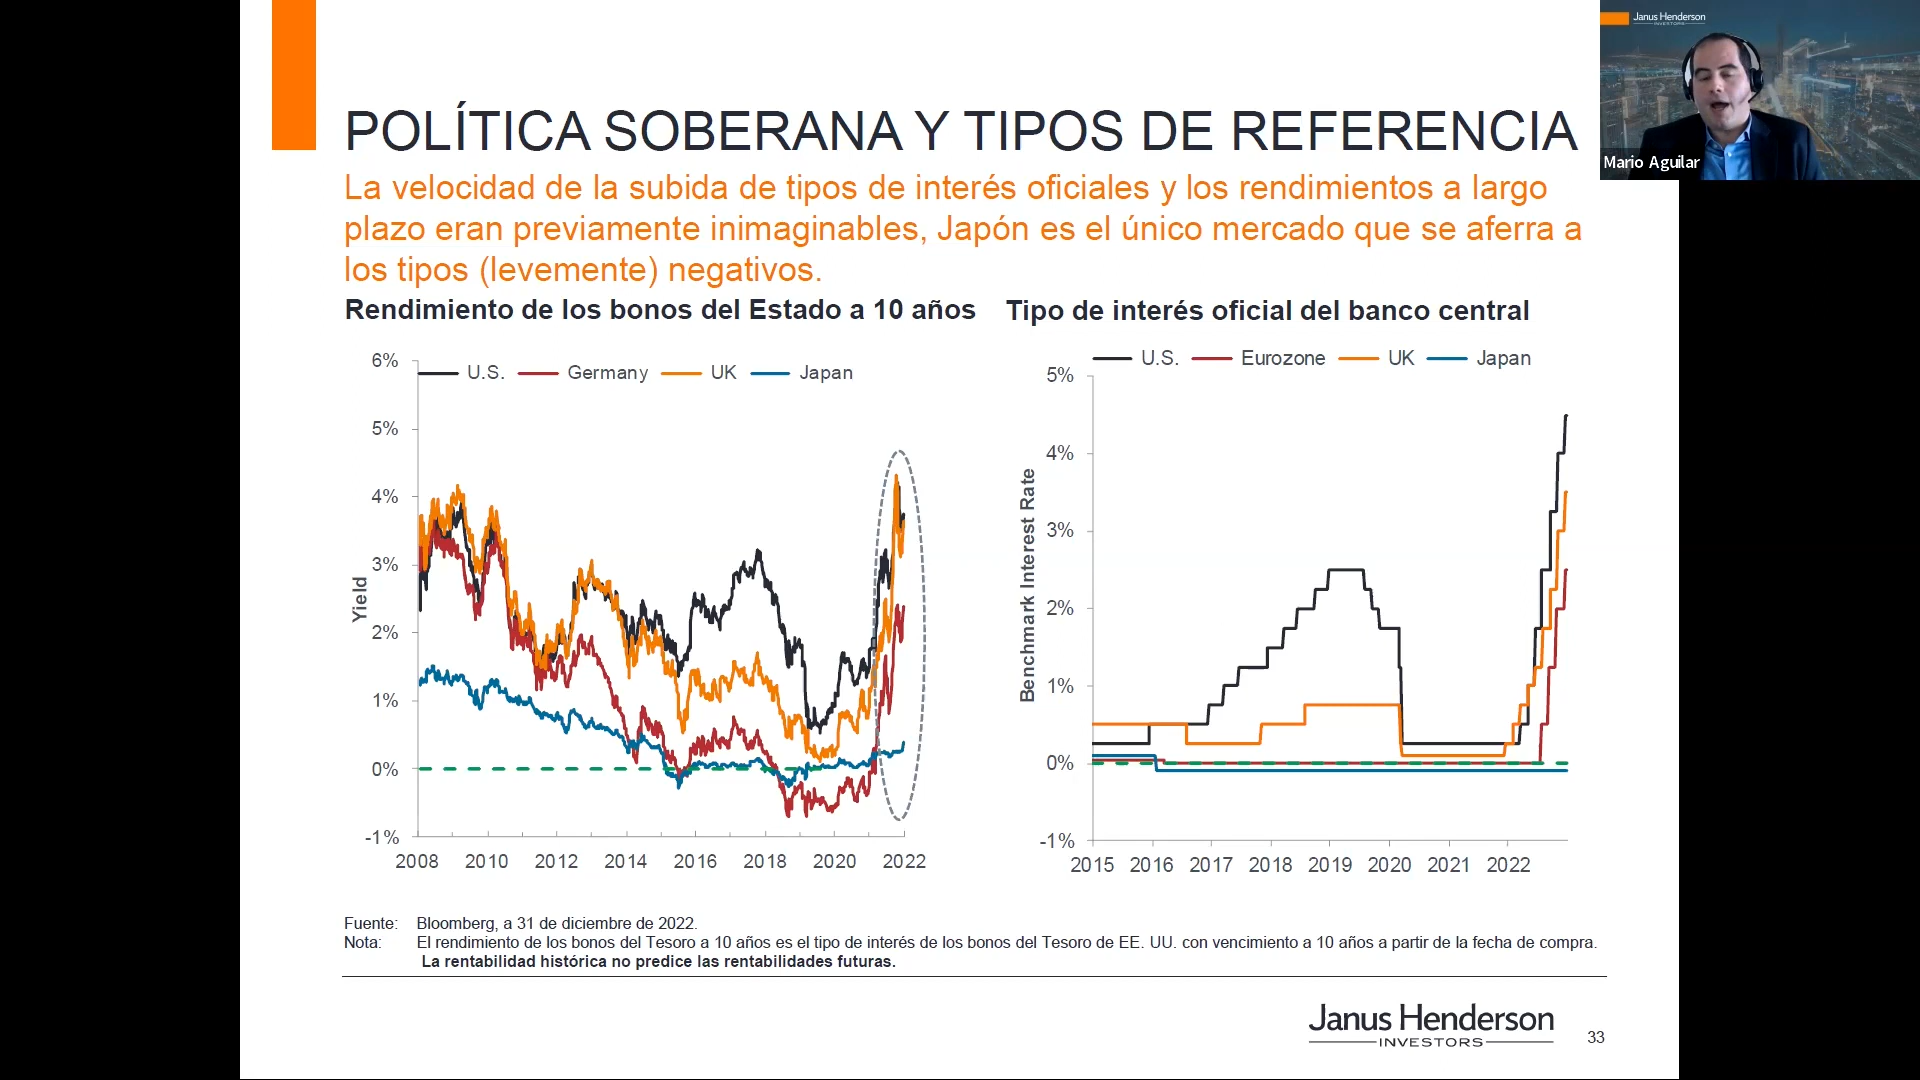 Janus Henderson
INVESTORS
Mario Aguilar
POLÍTICA SOBERANA Y TIPOS DE REFERENCIA
La velocidad de la subida de tipos de interés oficiales y los rendimientos a largo
plazo eran previamente inimaginables, Japón es el único mercado que se aferra a
los tipos (levemente) negativos.
Rendimiento de los bonos del Estado a 10 años
6%
5%
4%
3%
2%
1%
0%
-1%
Yield
U.S. Germany UK Japan
2008 2010 2012 2014 2016 2018 2020 2022
Tipo de interés oficial del banco central
U.S. Eurozone UK Japan
5%
4%
3%
2%
1%
0%
-1%
Benchmark Interest Rate
2015 2016 2017 2018 2019 2020 2021 2022
Fuente: Bloomberg, a 31 de diciembre de 2022.
Nota: El rendimiento de los bonos del Tesoro a 10 años es el tipo de interés de los bonos del Tesoro de EE. UU. con vencimiento a 10 años a partir de la fecha de compra.
La rentabilidad histórica no predice las rentabilidades futuras.
Janus Henderson
INVESTORS
33